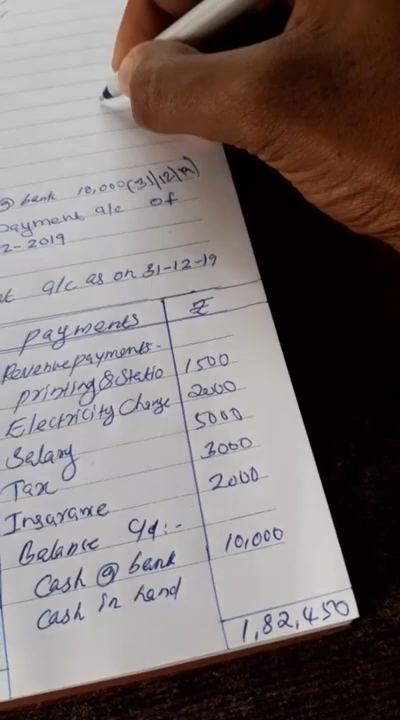 @ bank 10,000 (31/12/19)
payment a/c of
2-2019
a/c as on 31-12-19
payments ₹
Revenue payments-
printing & Statio 1500
Electricity Charge 2000
Salary 5000
Tax 3000
Insurance 2000
Balance c/d:-
Cash @ bank 10,000
Cash in hand
1,82,450